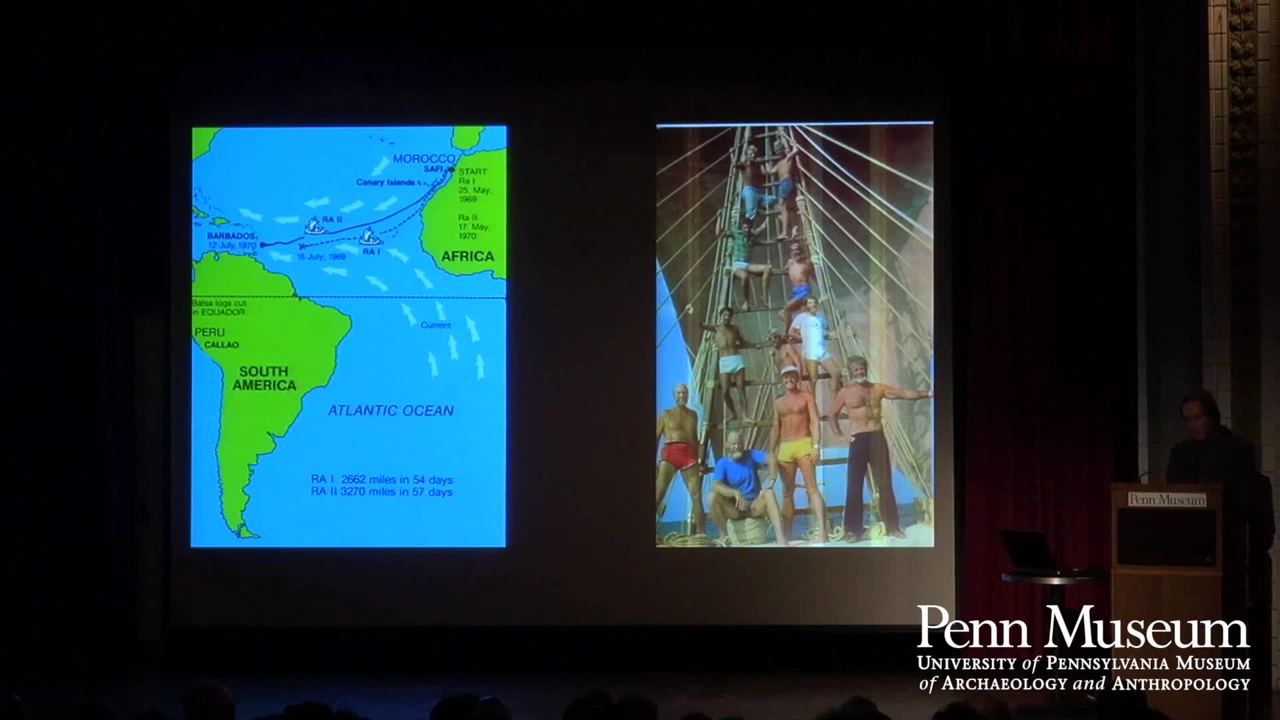 MOROCCO
SAFI
Canary Islands
START
Ra I
25. May,
1969
Ra II
17. May,
1970
RA II
BARBADOS
12 July, 1970
RA I
18 July, 1969
AFRICA
Balsa logs cut
in EQUADOR
Current
PERU
CALLAO
SOUTH
AMERICA
ATLANTIC OCEAN
RA I 2662 miles in 54 days
RA II 3270 miles in 57 days
Penn Museum
Penn Museum
UNIVERSITY of PENNSYLVANIA MUSEUM
of ARCHAEOLOGY and ANTHROPOLOGY